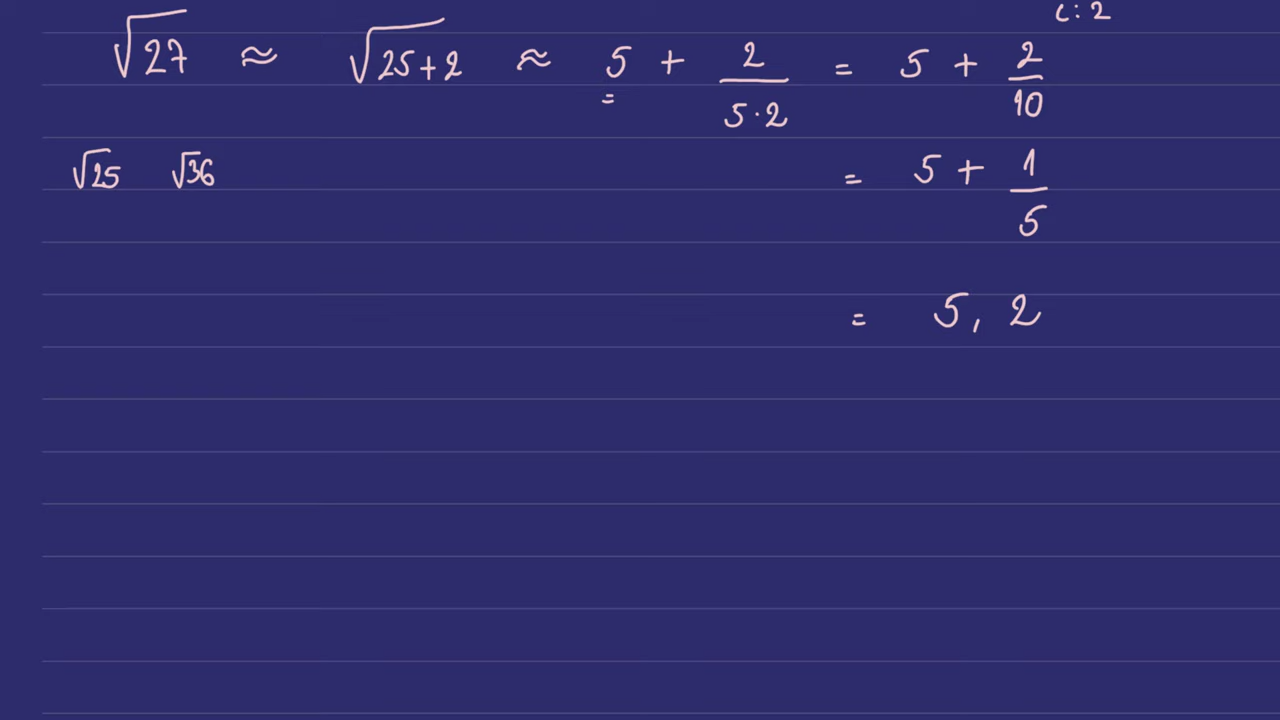 (: 2
√27 ≈ √25+2 ≈ 5 + 2/(5·2) = 5 + 2/10
√25 √36 = 5 + 1/5
= 5, 2